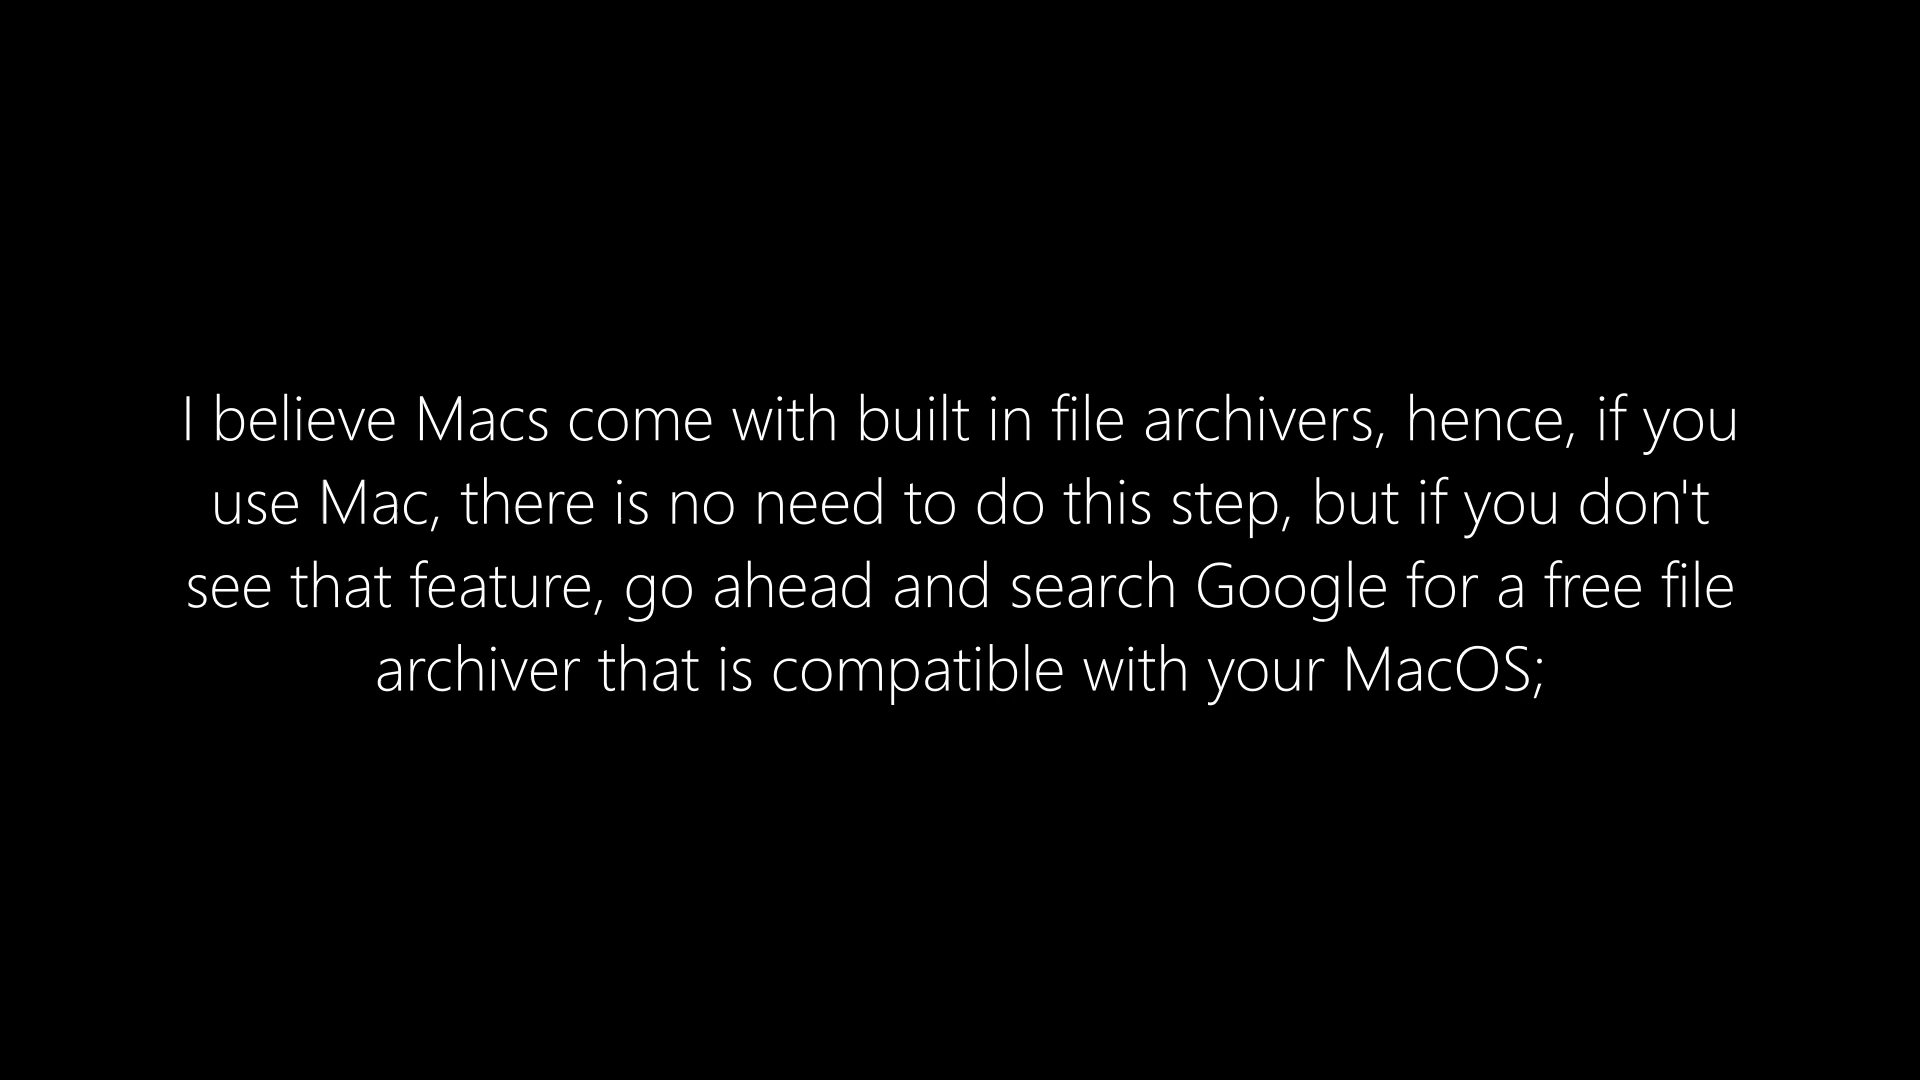 I believe Macs come with built in file archivers, hence, if you
use Mac, there is no need to do this step, but if you don't
see that feature, go ahead and search Google for a free file
archiver that is compatible with your MacOS;